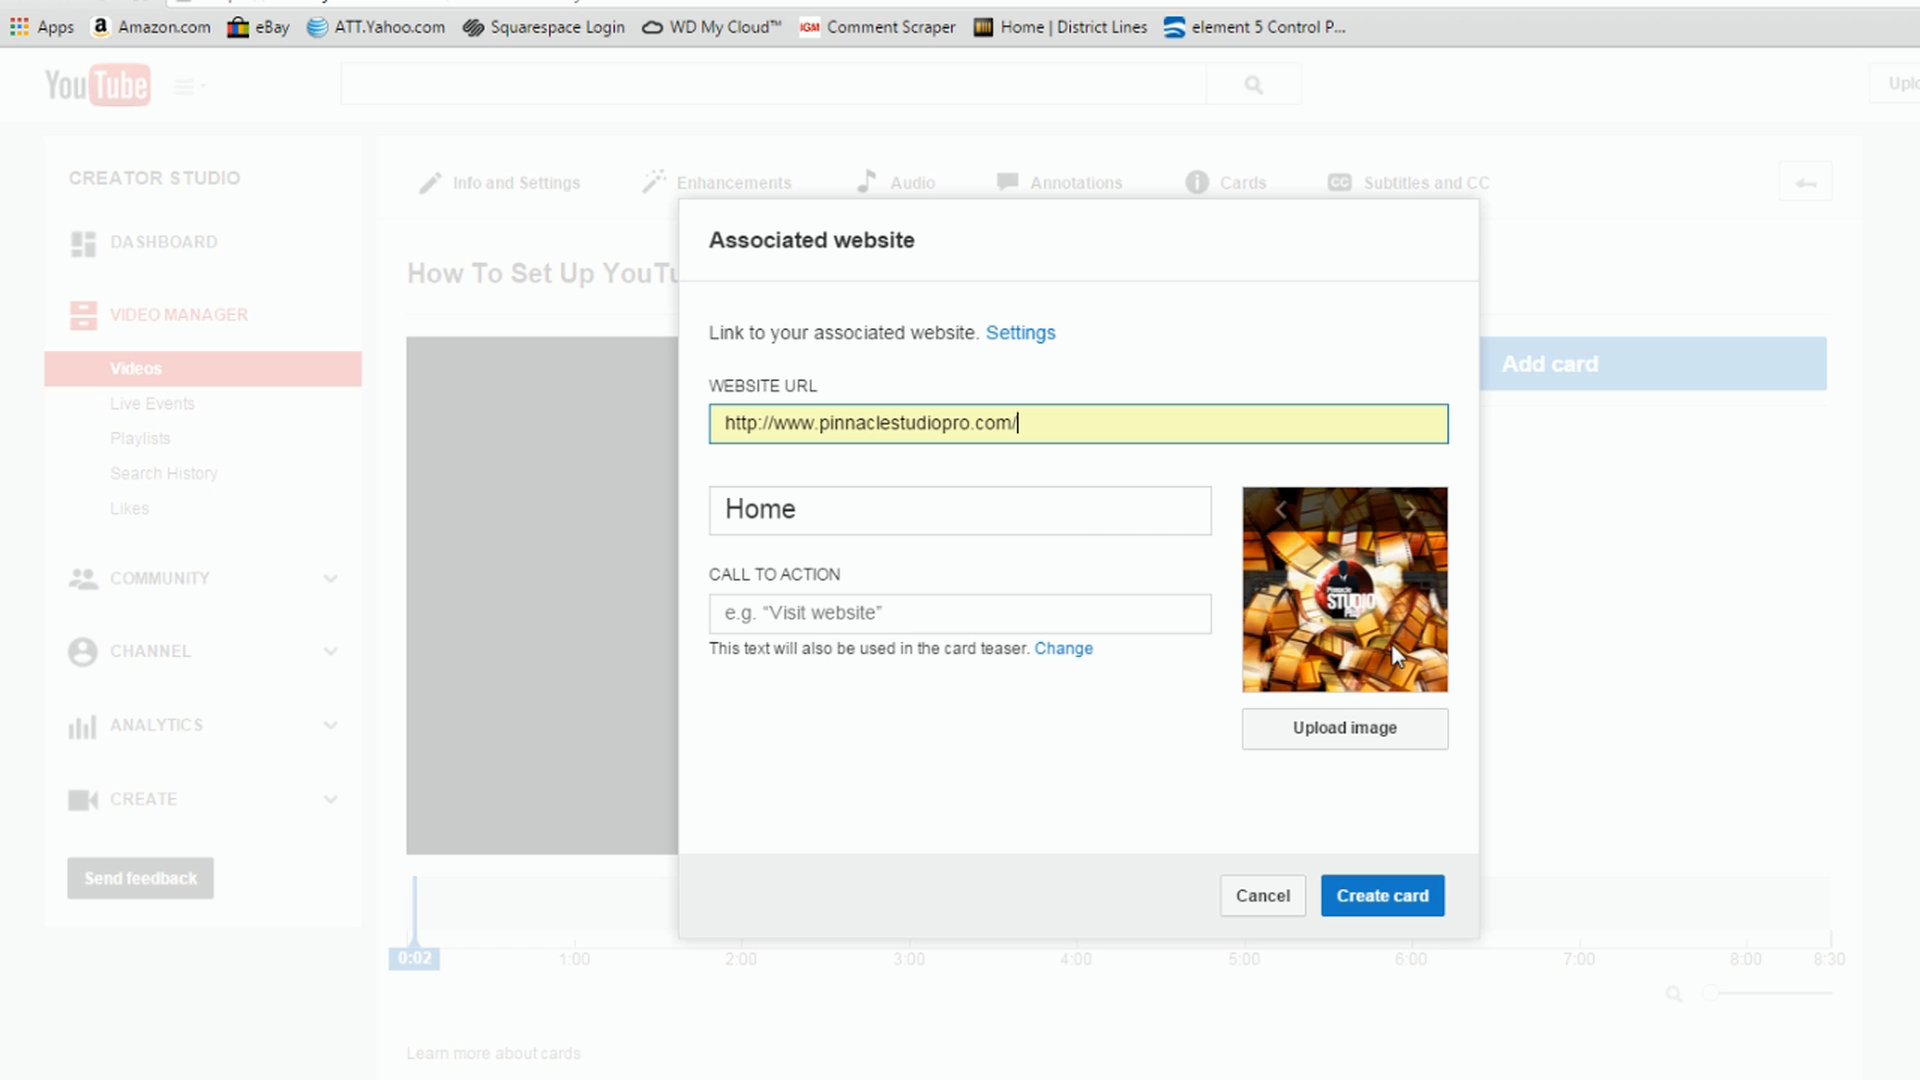 Apps Amazon.com eBay ATT.Yahoo.com Squarespace Login WD My Cloud™ IGM Comment Scraper Home | District Lines element 5 Control P...
YouTube
Uplo
CREATOR STUDIO
Info and Settings Enhancements Audio Annotations Cards CC Subtitles and CC
DASHBOARD
VIDEO MANAGER
Videos
Live Events
Playlists
Search History
Likes
COMMUNITY
CHANNEL
ANALYTICS
CREATE
Send feedback
How To Set Up YouTu
Associated website
Link to your associated website. Settings
WEBSITE URL
http://www.pinnaclestudiopro.com/
Home
CALL TO ACTION
e.g. “Visit website”
This text will also be used in the card teaser. Change
Pinnacle
STUDIO
Upload image
Cancel Create card
Add card
0:02 1:00 2:00 3:00 4:00 5:00 6:00 7:00 8:00 8:30
Learn more about cards